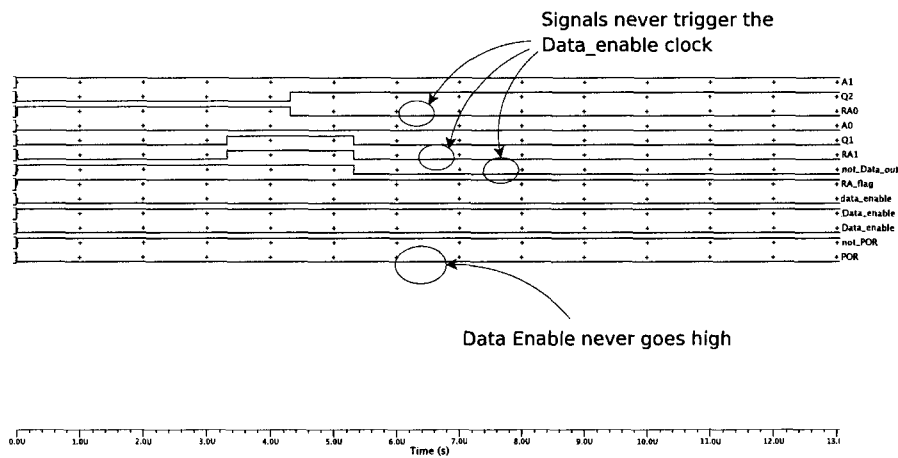 Signals never trigger the
Data_enable clock
A1
Q2
RA0
A0
Q1
RA1
not_Data_out
RA_flag
data_enable
Data_enable
Data_enable
not_POR
POR
Data Enable never goes high
0.0U 1.0U 2.0U 3.0U 4.0U 5.0U 6.0U 7.0U 8.0U 9.0U 10.0U 11.0U 12.0U 13.(
Time (s)